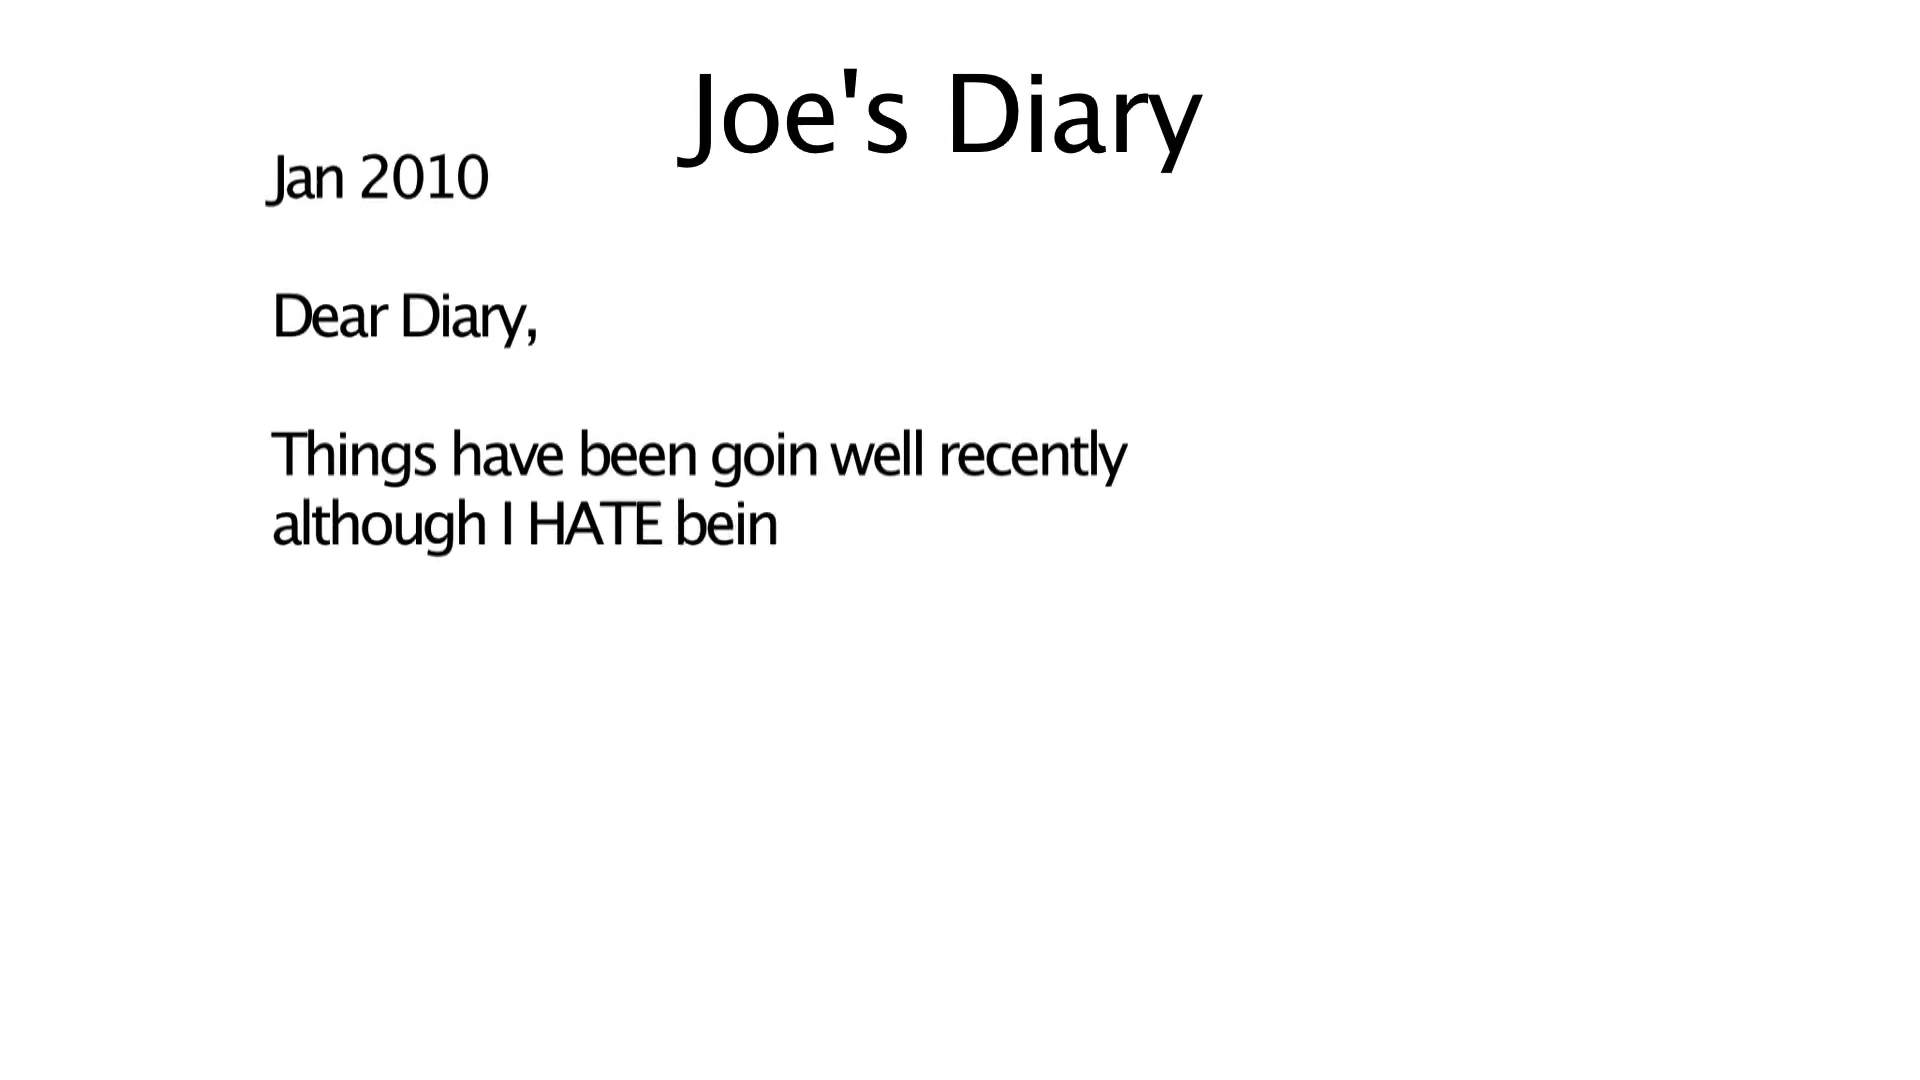 Joe's Diary
Jan 2010
Dear Diary,
Things have been goin well recently
although I HATE bein